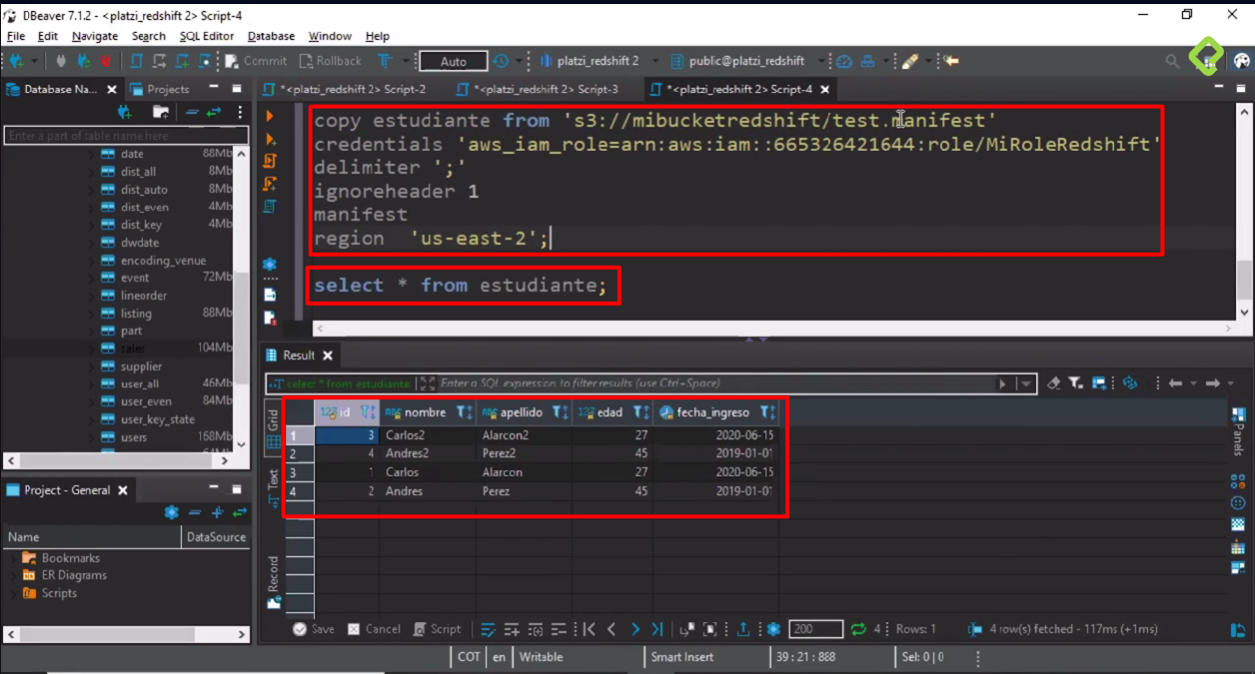 DBeaver 7.1.2 - <platzi_redshift 2> Script-4
File Edit Navigate Search SQL Editor Database Window Help
Commit Rollback Auto platzi_redshift 2 public@platzi_redshift
Database Na... Projects
*<platzi_redshift 2> Script-2 *<platzi_redshift 2> Script-3 *<platzi_redshift 2> Script-4
Enter a part of table name here
date 88Mb
dist_all 8Mb
dist_auto 8Mb
dist_even 4Mb
dist_key 4Mb
dwdate
encoding_venue
event 72Mb
lineorder
listing 88Mb
part
sales 104Mb
supplier
user_all 46Mb
user_even 84Mb
user_key_state
users 168Mb
copy estudiante from 's3://mibucketredshift/test.manifest'
credentials 'aws_iam_role=arn:aws:iam::665326421644:role/MiRoleRedshift'
delimiter ';'
ignoreheader 1
manifest
region 'us-east-2';
select * from estudiante;
Result
select * from estudiante Enter a SQL expression to filter results (use Ctrl+Space)
Grid
Text
Record
Panels
123 id nombre apellido 123 edad fecha_ingreso
1 3 Carlos2 Alarcon2 27 2020-06-15
2 4 Andres2 Perez2 45 2019-01-01
3 1 Carlos Alarcon 27 2020-06-15
4 2 Andres Perez 45 2019-01-01
Project - General
Name DataSource
Bookmarks
ER Diagrams
Scripts
Save Cancel Script 200 4 Rows: 1 4 row(s) fetched - 117ms (+1ms)
COT en Writable Smart Insert 39 : 21 : 868 Sel: 0 | 0